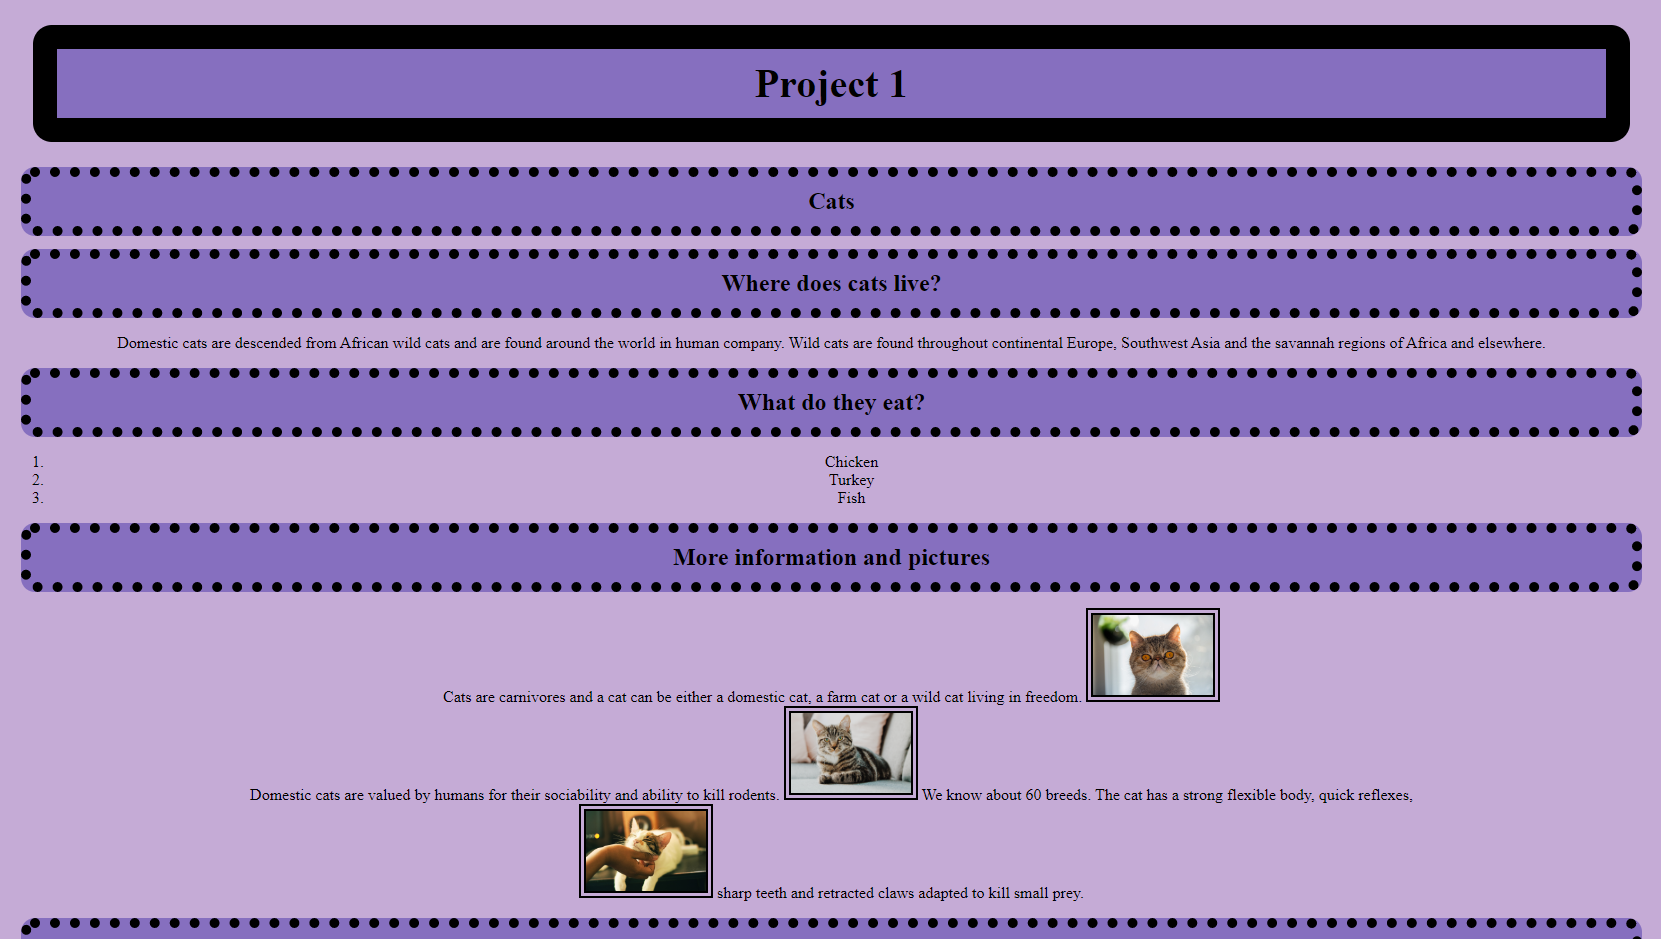 Project 1
Cats
Where does cats live?
Domestic cats are descended from African wild cats and are found around the world in human company. Wild cats are found throughout continental Europe, Southwest Asia and the savannah regions of Africa and elsewhere.
What do they eat?
1. Chicken
2. Turkey
3. Fish
More information and pictures
Cats are carnivores and a cat can be either a domestic cat, a farm cat or a wild cat living in freedom.
Domestic cats are valued by humans for their sociability and ability to kill rodents. We know about 60 breeds. The cat has a strong flexible body, quick reflexes,
sharp teeth and retracted claws adapted to kill small prey.